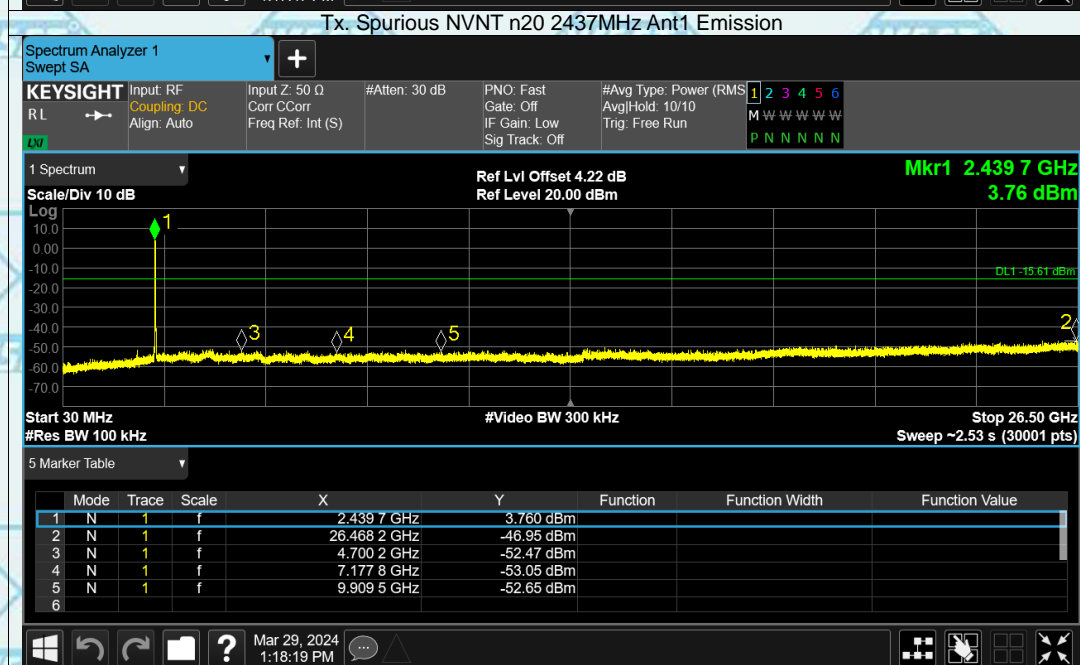 Tx. Spurious NVNT n20 2437MHz Ant1 Emission
Spectrum Analyzer 1
Swept SA
+
KEYSIGHT Input: RF Input Z: 50 Ω #Atten: 30 dB PNO: Fast #Avg Type: Power (RMS 1 2 3 4 5 6
RL Coupling: DC Corr CCorr Gate: Off Avg|Hold: 10/10 M W W W W W
Align: Auto Freq Ref: Int (S) IF Gain: Low Trig: Free Run
LXI Sig Track: Off P N N N N N
1 Spectrum Mkr1 2.439 7 GHz
Ref Lvl Offset 4.22 dB
Scale/Div 10 dB Ref Level 20.00 dBm 3.76 dBm
Log
1
10.0
0.00
-10.0 DL1 -15.61 dBm
-20.0
-30.0
-40.0 3 4 5 2
-50.0
-60.0
-70.0
Start 30 MHz #Video BW 300 kHz Stop 26.50 GHz
#Res BW 100 kHz Sweep ~2.53 s (30001 pts)
5 Marker Table
Mode Trace Scale X Y Function Function Width Function Value
1 N 1 f 2.439 7 GHz 3.760 dBm
2 N 1 f 26.468 2 GHz -46.95 dBm
3 N 1 f 4.700 2 GHz -52.47 dBm
4 N 1 f 7.177 8 GHz -53.05 dBm
5 N 1 f 9.909 5 GHz -52.65 dBm
6
? Mar 29, 2024
1:18:19 PM